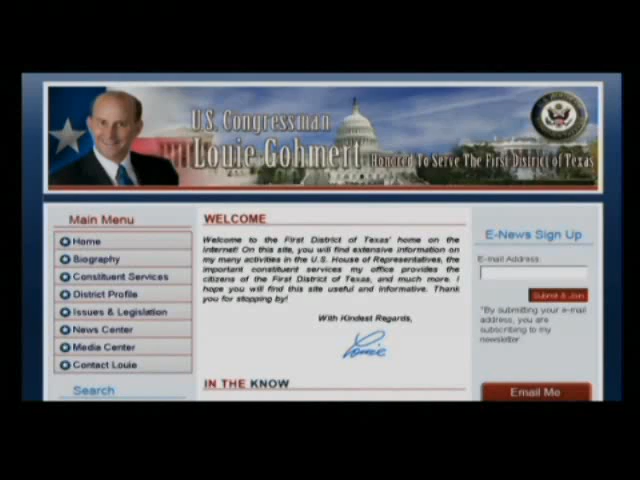 U.S. Congressman
Louie Gohmert Honored To Serve The First District of Texas
Main Menu
Home
Biography
Constituent Services
District Profile
Issues & Legislation
News Center
Media Center
Contact Louie
Search
WELCOME
Welcome to the First District of Texas' home on the
internet! On this site, you will find extensive information on
my many activities in the U.S. House of Representatives, the
important constituent services my office provides the
citizens of the First District of Texas, and much more. I
hope you will find this site useful and informative. Thank
you for stopping by!
With Kindest Regards,
Louie
IN THE KNOW
E-News Sign Up
E-mail Address:
Submit & Join
*By submitting your e-mail
address, you are
subscribing to my
newsletter
Email Me